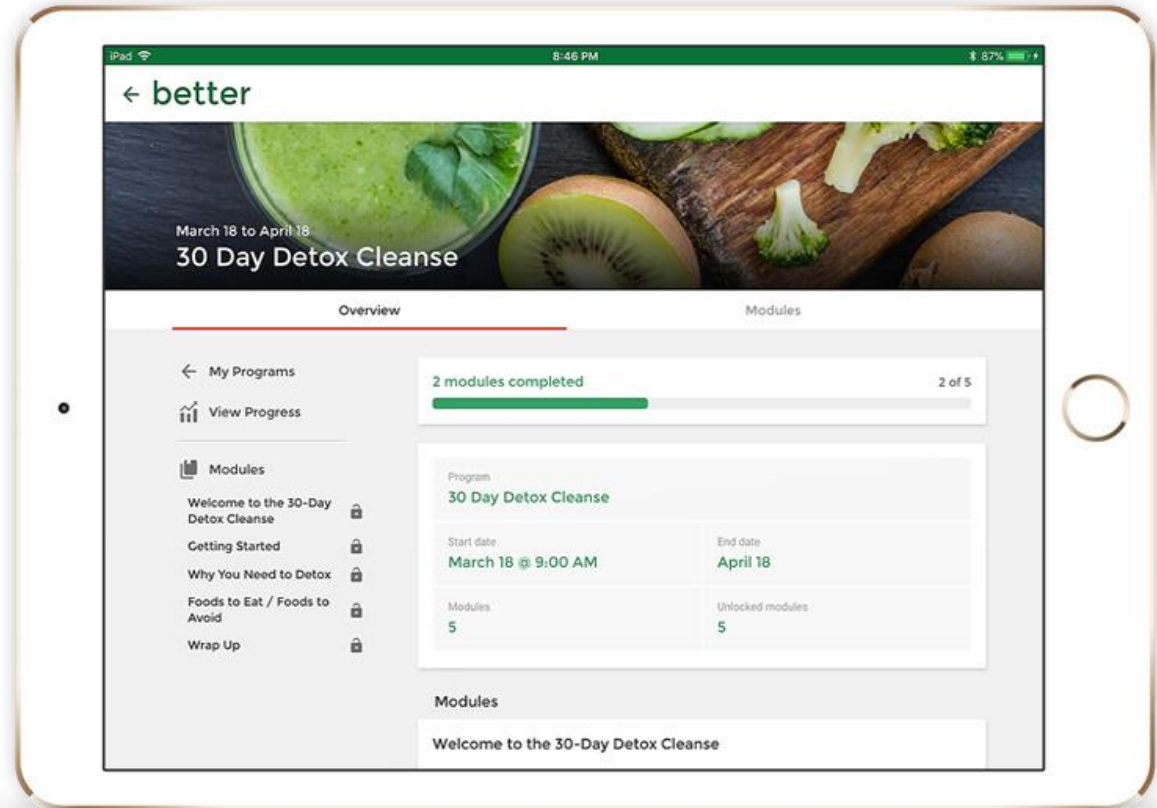 iPad 8:46 PM 87%
better
March 18 to April 18
30 Day Detox Cleanse
Overview Modules
My Programs
View Progress
Modules
Welcome to the 30-Day
Detox Cleanse
Getting Started
Why You Need to Detox
Foods to Eat / Foods to
Avoid
Wrap Up
2 modules completed 2 of 5
Program
30 Day Detox Cleanse
Start date End date
March 18 @ 9:00 AM April 18
Modules Unlocked modules
5 5
Modules
Welcome to the 30-Day Detox Cleanse